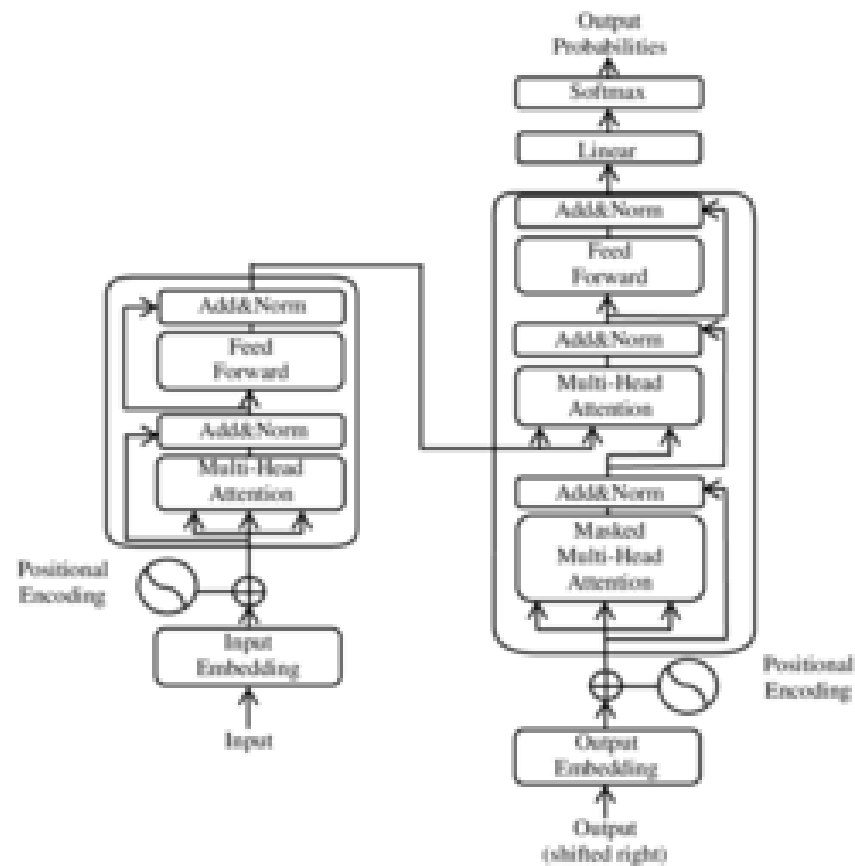 Output
Probabilities
Softmax
Linear
Add&Norm
Feed
Forward
Add&Norm
Multi-Head
Attention
Add&Norm
Masked
Multi-Head
Attention
Positional
Encoding
Output
Embedding
Output
(shifted right)
Add&Norm
Feed
Forward
Add&Norm
Multi-Head
Attention
Positional
Encoding
Input
Embedding
Input